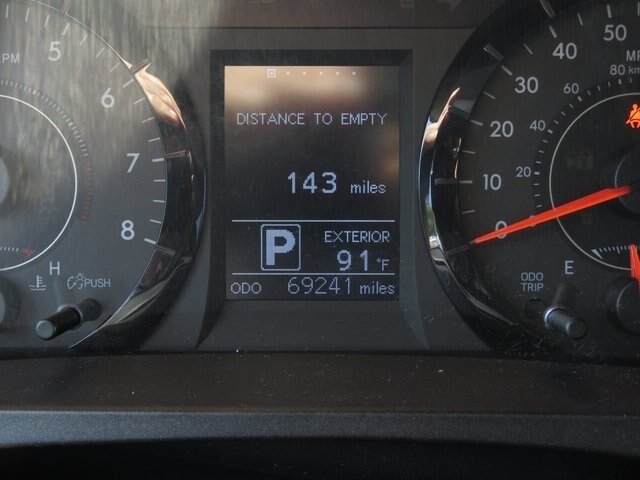 PM
5
6
7
8
H
PUSH
DISTANCE TO EMPTY
143 miles
P
EXTERIOR
91 °F
ODO 69241 miles
50
40
30
20
10
0
80 km
60
40
20
ODO
TRIP
E